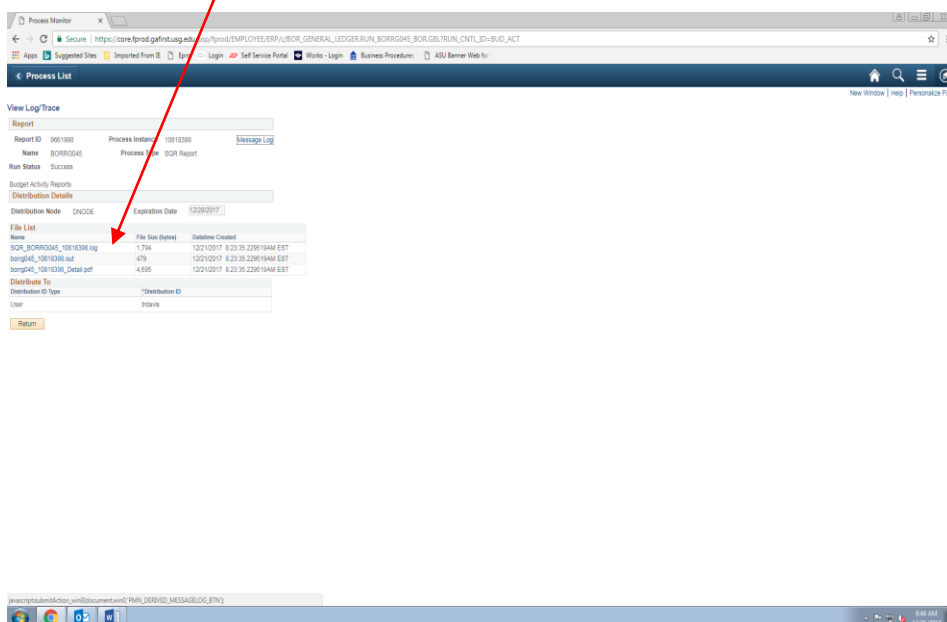 Process Monitor
Secure | https://core.fprod.gafirst.usg.edu/psp/fprod/EMPLOYEE/ERP/c/BOR_GENERAL_LEDGER.RUN_BORRG045_BOR.GBL?RUN_CNTL_ID=BUD_ACT
Apps Suggested Sites Imported From IE Login ADP Self Service Portal Works - Login Business Procedures ASU Banner Web for
Process List
New Window | Help | Personalize
View Log/Trace
Report
Report ID 9661990 Process Instance 10818398 Message Log
Name BORRG045 Process Type SQR Report
Run Status Success
Budget Activity Reports
Distribution Details
Distribution Node DNODE Expiration Date 12/28/2017
File List
Name File Size (bytes) Datetime Created
SQR_BORRG045_10818398.log 1,794 12/21/2017 8:23:35.229519AM EST
borrg045_10818398.out 479 12/21/2017 8:23:35.229519AM EST
borrg045_10818398_Detail.pdf 4,695 12/21/2017 8:23:35.229519AM EST
Distribute To
Distribution ID Type *Distribution ID
User trdavis
Return
javascript:submitAction_win0(document.win0,'PMN_DERIVED_MESSAGELOG_BTN');
8:46 AM